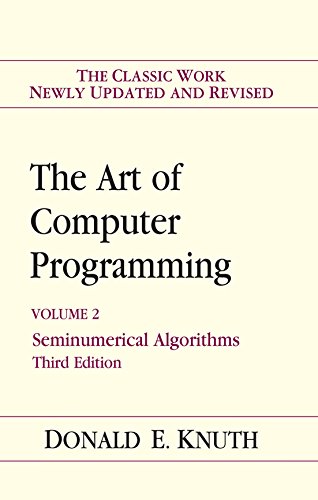 THE CLASSIC WORK
NEWLY UPDATED AND REVISED
The Art of
Computer
Programming
VOLUME 2
Seminumerical Algorithms
Third Edition
DONALD E. KNUTH